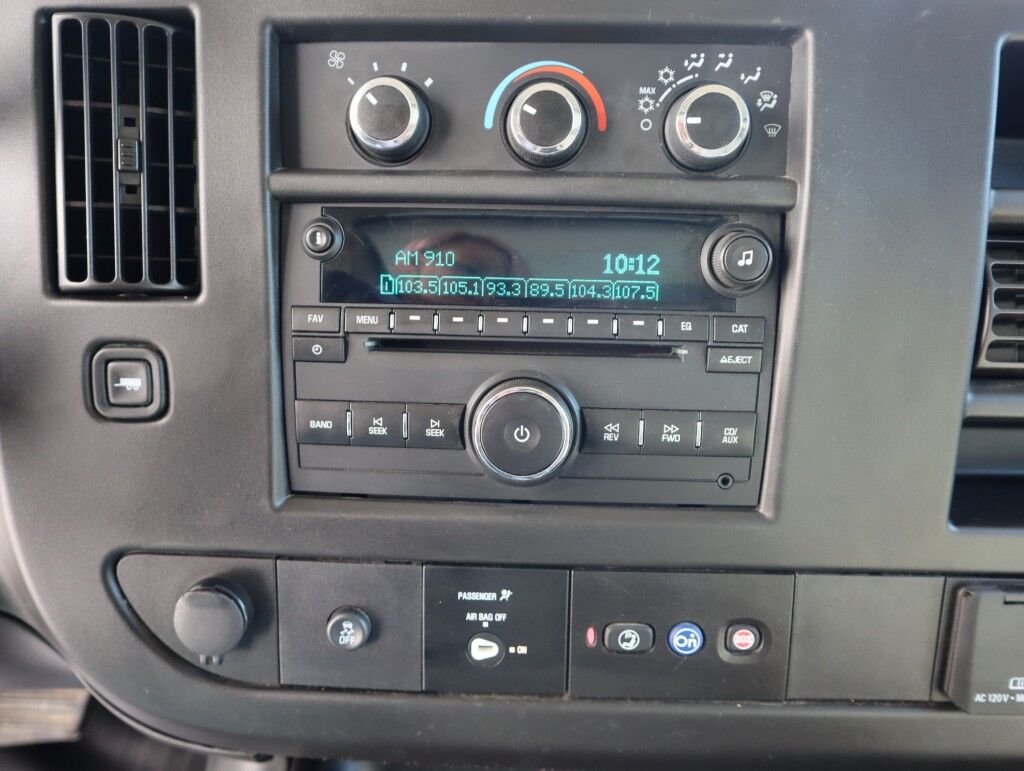 MAX
AM 910 10:12
1 103.5 105.1 93.3 89.5 104.3 107.5
FAV MENU EQ CAT
EJECT
BAND SEEK SEEK REV FWD CD/
AUX
PASSENGER
AIR BAG OFF
ON
OFF
On
SOS
AC 120V~